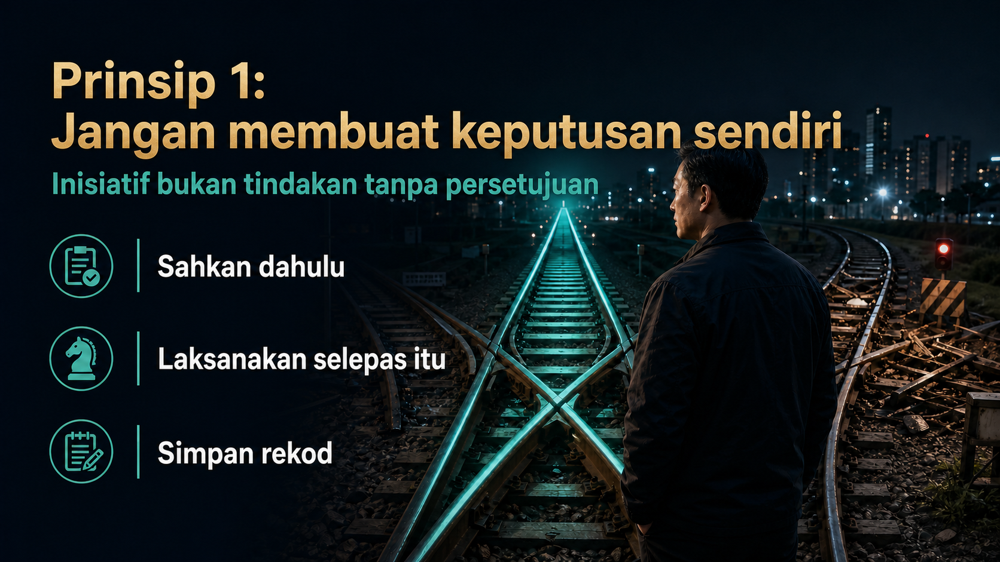 Prinsip 1:
Jangan membuat keputusan sendiri
Inisiatif bukan tindakan tanpa persetujuan
Sahkan dahulu
Laksanakan selepas itu
Simpan rekod